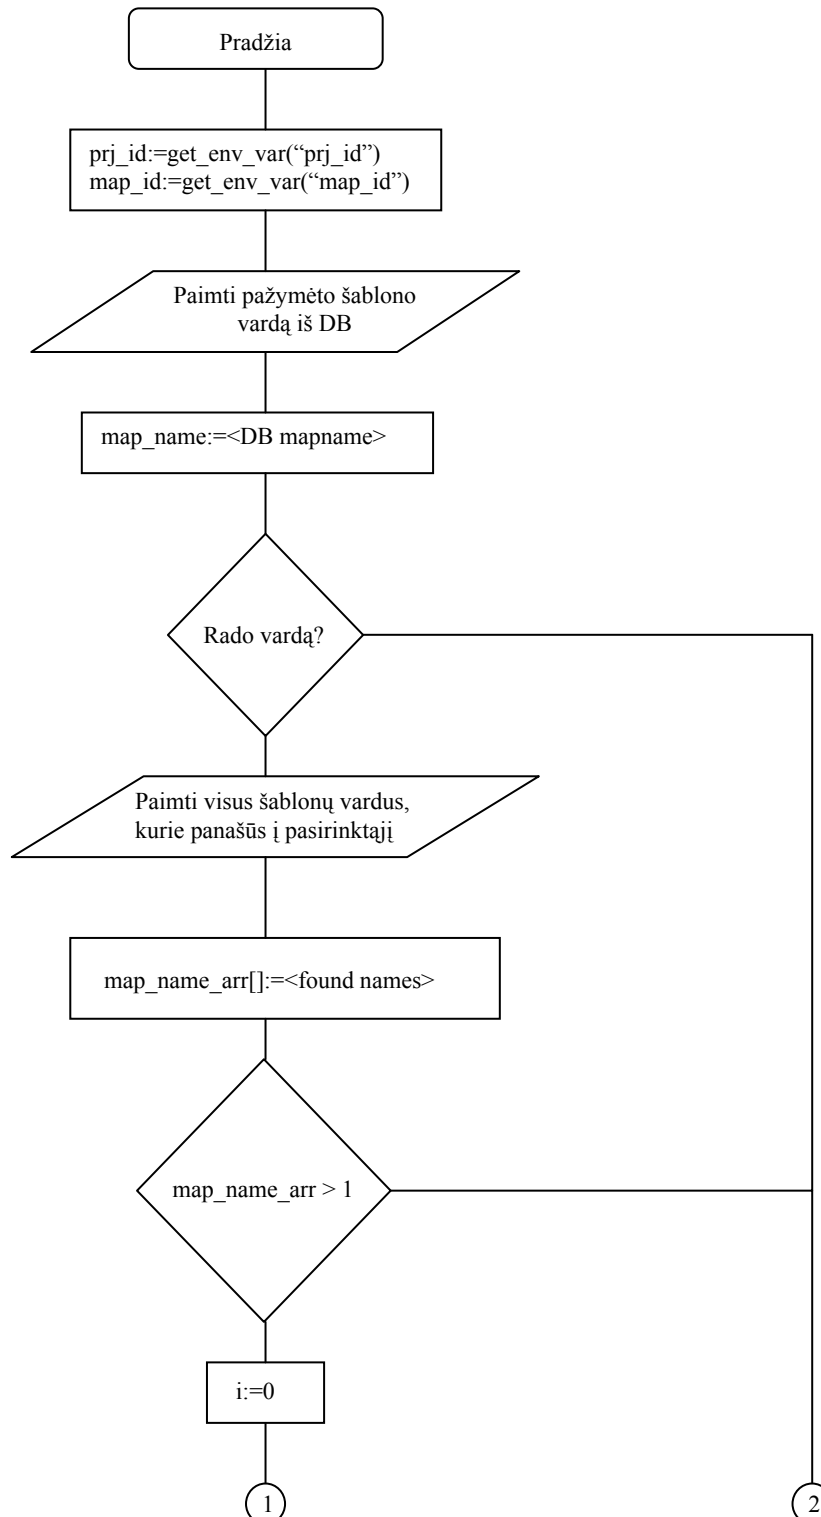 Pradžia
prj_id:=get_env_var(“prj_id”)
map_id:=get_env_var(“map_id”)
Paimti pažymėto šablono
vardą iš DB
map_name:=<DB mapname>
Rado vardą?
Paimti visus šablonų vardus,
kurie panašūs į pasirinktąjį
map_name_arr[]:=<found names>
map_name_arr > 1
i:=0
1
2